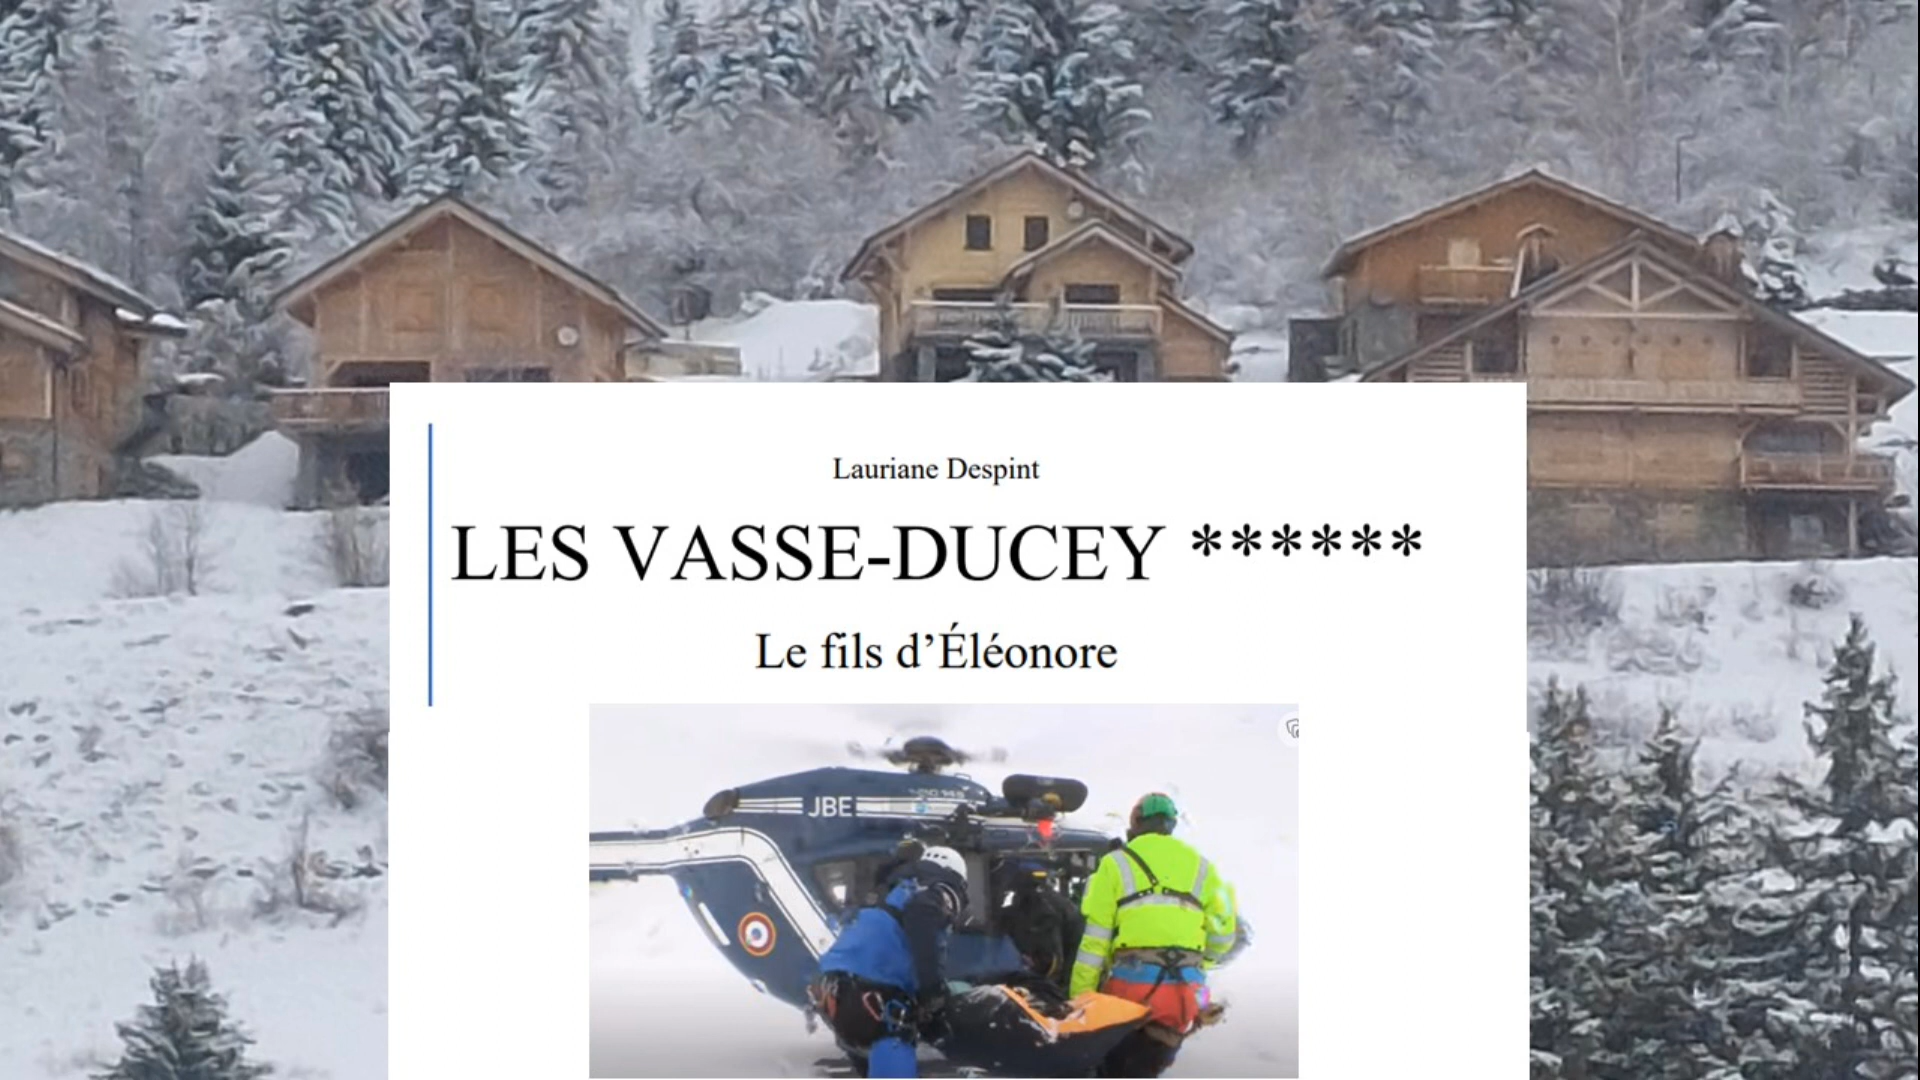 Lauriane Despint
LES VASSE-DUCEY ******
Le fils d’Éléonore
JBE